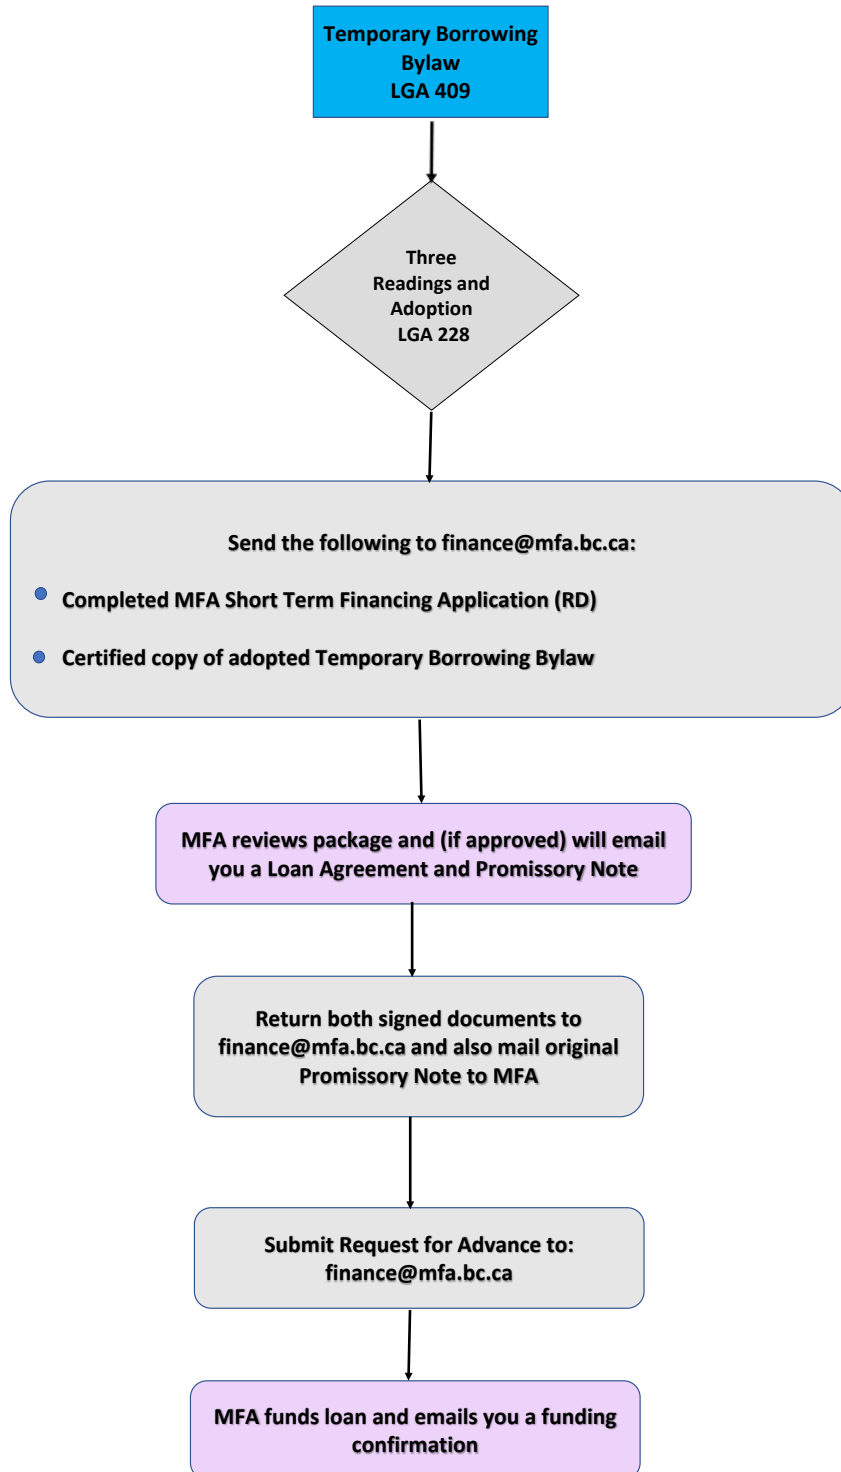 Temporary Borrowing
Bylaw
LGA 409
Three
Readings and
Adoption
LGA 228
Send the following to finance@mfa.bc.ca:
Completed MFA Short Term Financing Application (RD)
Certified copy of adopted Temporary Borrowing Bylaw
MFA reviews package and (if approved) will email
you a Loan Agreement and Promissory Note
Return both signed documents to
finance@mfa.bc.ca and also mail original
Promissory Note to MFA
Submit Request for Advance to:
finance@mfa.bc.ca
MFA funds loan and emails you a funding
confirmation